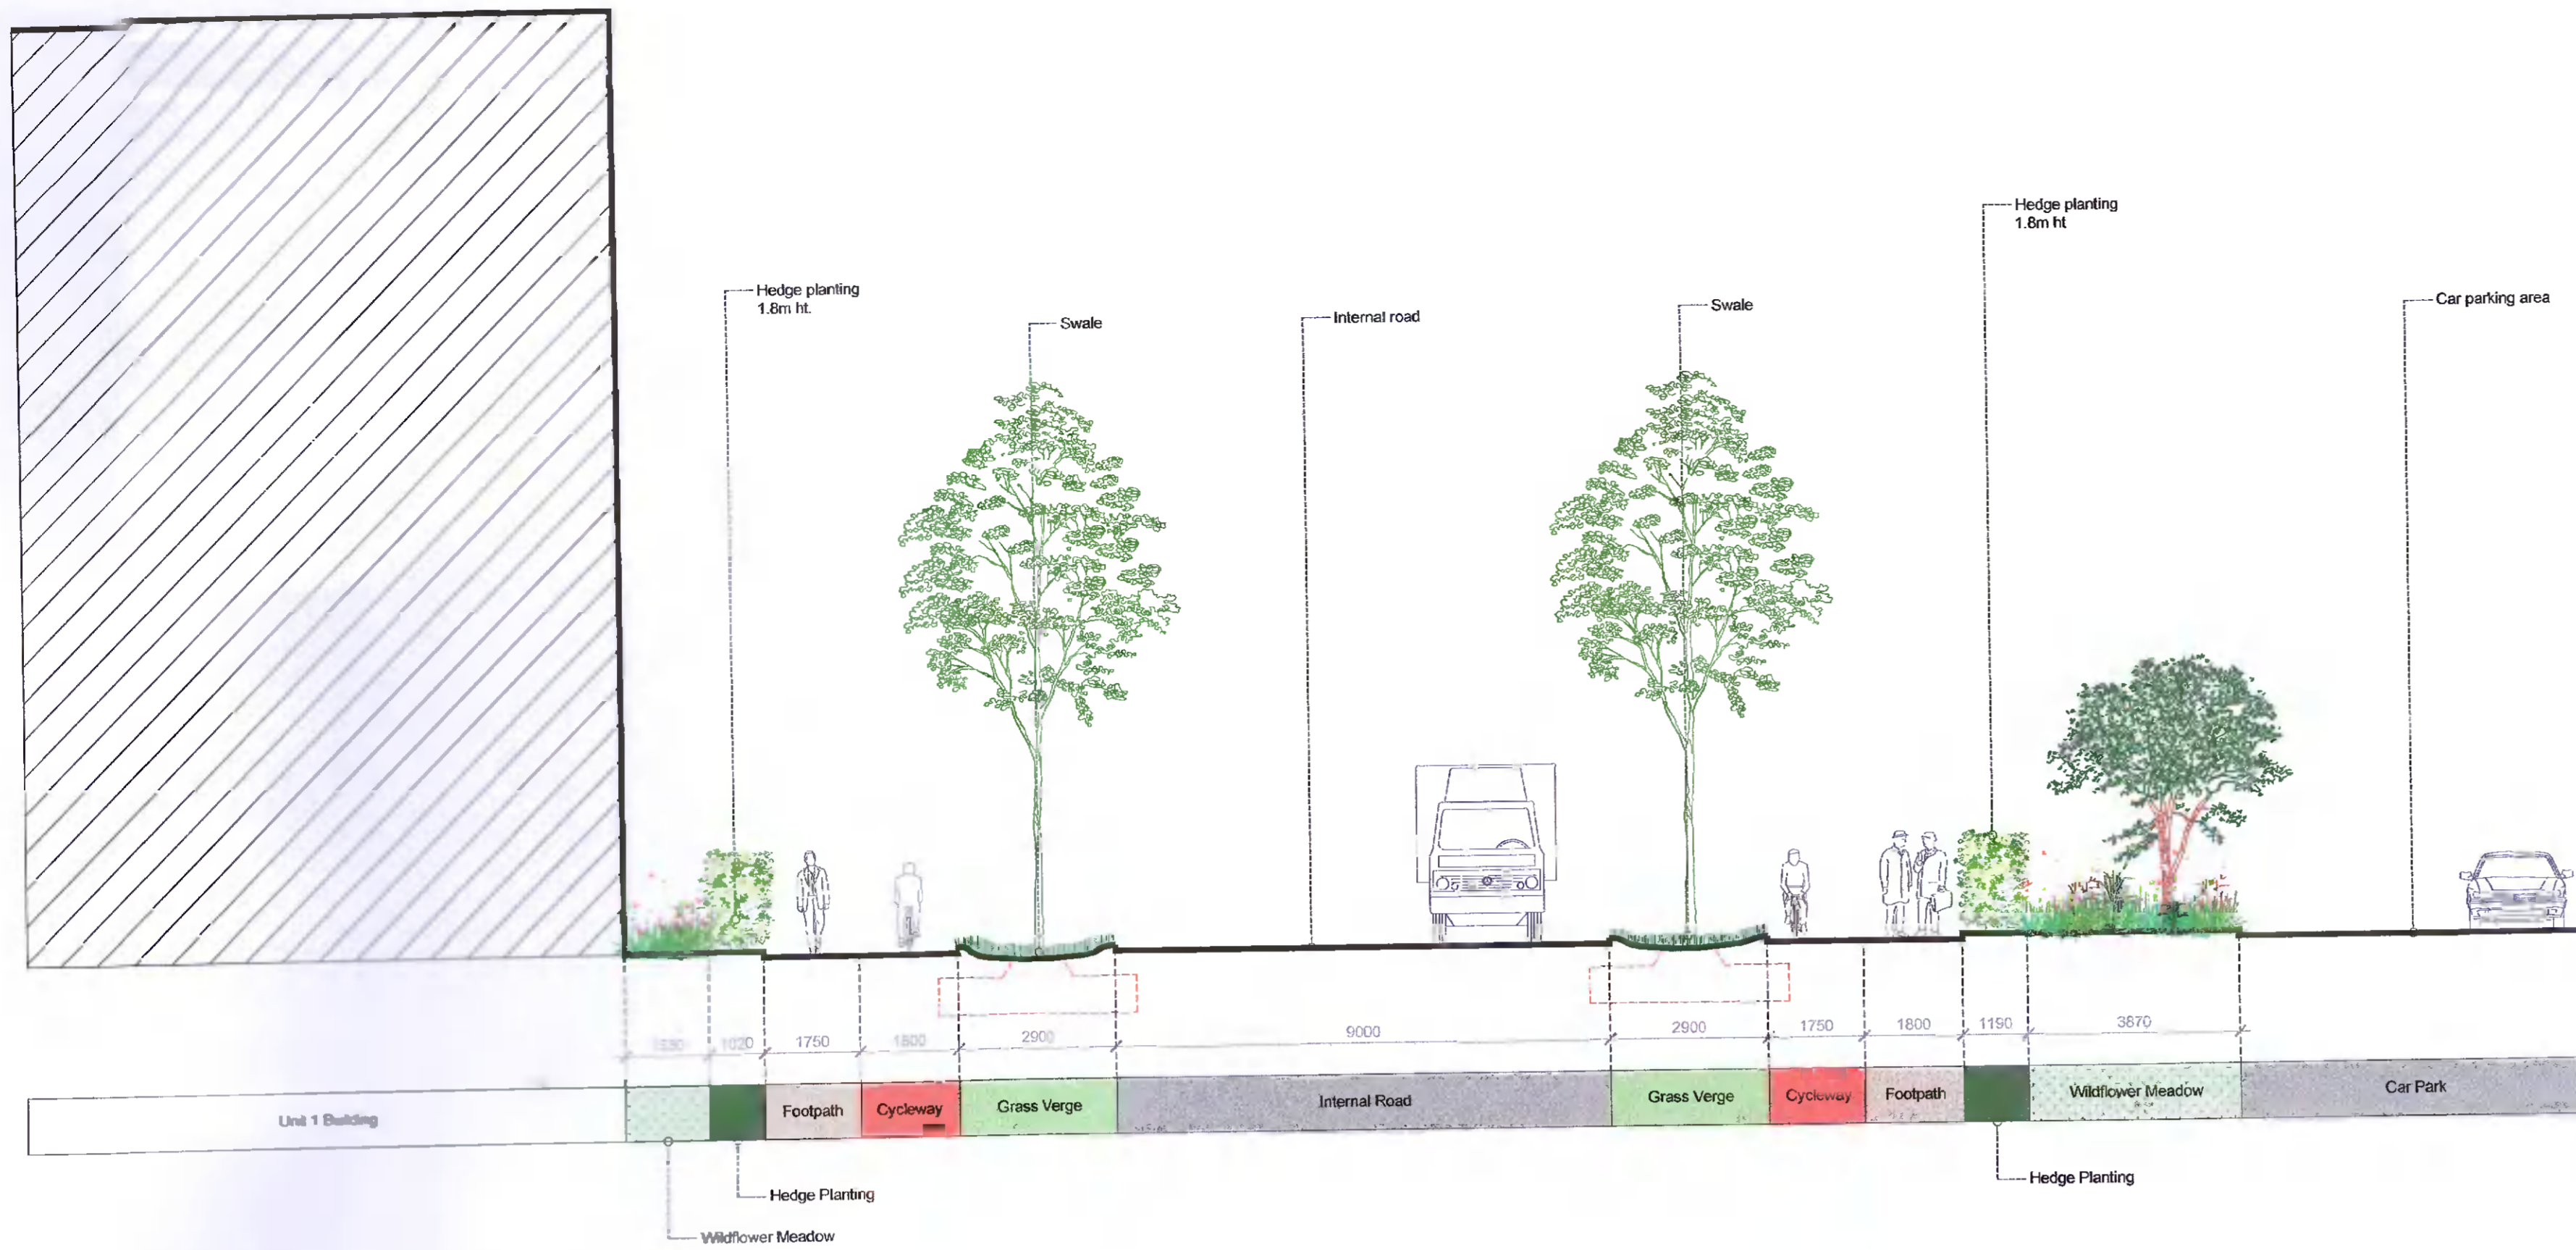 Hedge planting
1.8m ht
Hedge planting
1.8m ht.
Swale
Internal road
Swale
Car parking area
1020
1750
1800
2900
9000
2900
1750
1800
1190
3870
Unit 1 Building
Footpath
Cycleway
Grass Verge
Internal Road
Grass Verge
Cycleway
Footpath
Wildflower Meadow
Car Park
Hedge Planting
Hedge Planting
Wildflower Meadow